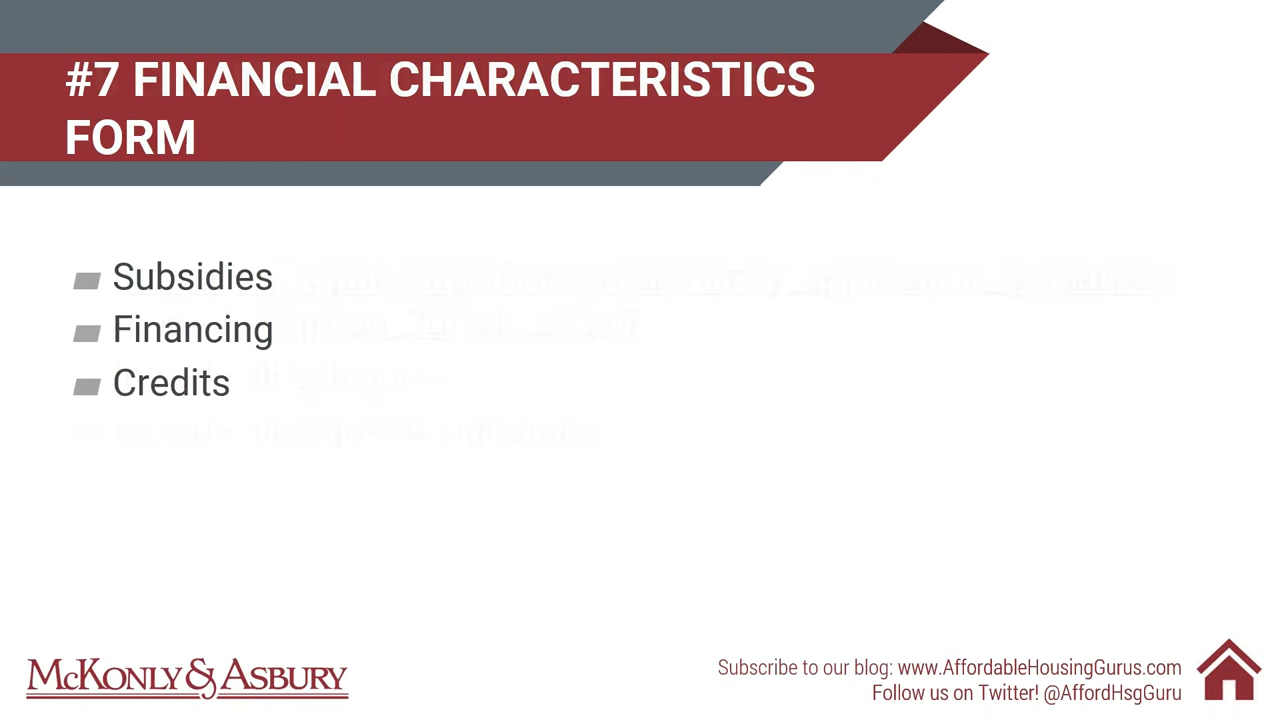 #7 FINANCIAL CHARACTERISTICS
FORM
Subsidies
Financing
Credits
McKonly & Asbury
Subscribe to our blog: www.AffordableHousingGurus.com
Follow us on Twitter! @AffordHsgGuru